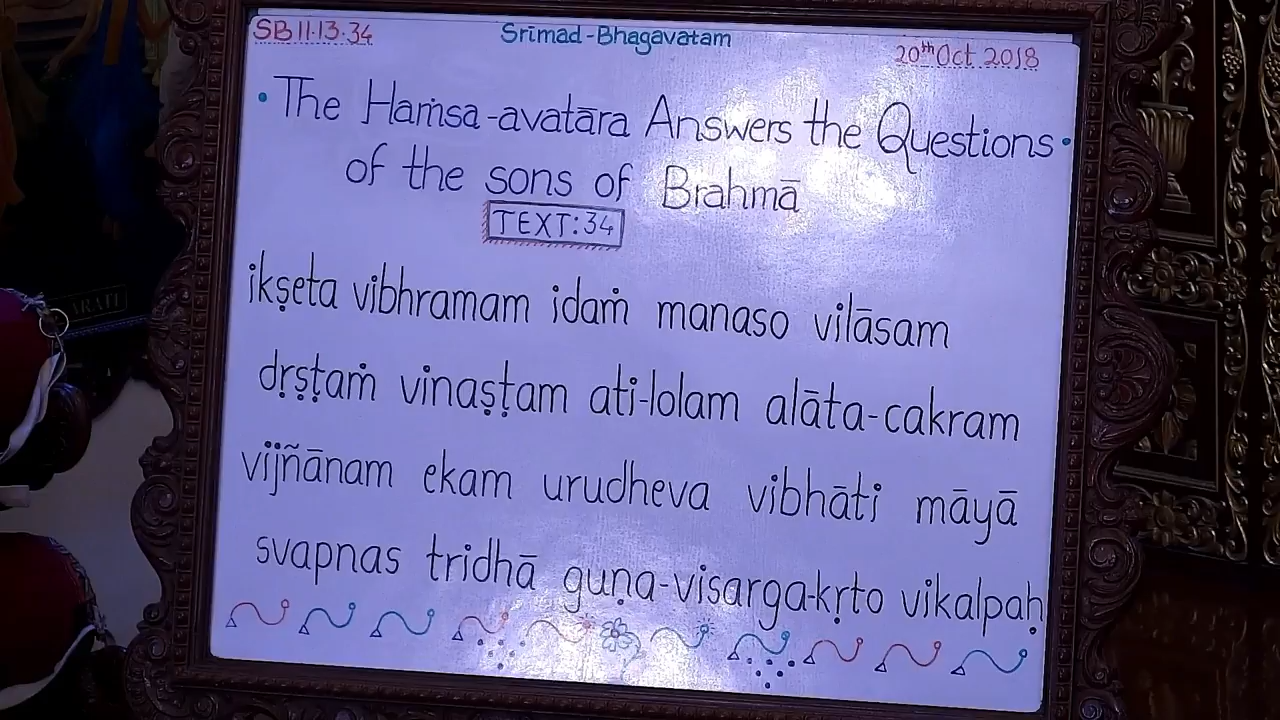 SB 11.13.34
Srīmad-Bhagavatam
20th Oct 2018
• The Haṁsa-avatāra Answers the Questions •
of the sons of Brahmā
TEXT:34
ikṣeta vibhramam idaṁ manaso vilāsam
dṛṣṭaṁ vinaṣṭam ati-lolam alāta-cakram
vijñānam ekam urudheva vibhāti māyā
svapnas tridhā guṇa-visarga-kṛto vikalpaḥ